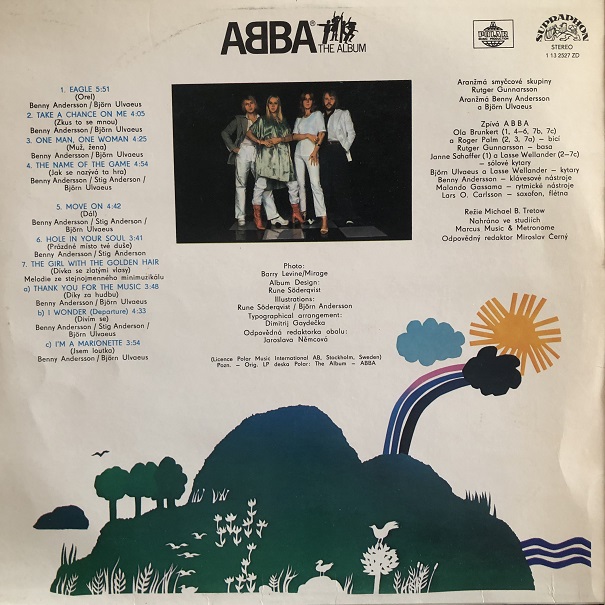 ABBA®
THE ALBUM
POLAR
SUPRAPHON
STEREO
1 13 2527 ZD
1. EAGLE 5:51
(Orel)
Benny Andersson/Björn Ulvaeus
2. TAKE A CHANCE ON ME 4:05
(Zkus to se mnou)
Benny Andersson/Björn Ulvaeus
3. ONE MAN, ONE WOMAN 4:25
(Muž, žena)
Benny Andersson/Björn Ulvaeus
4. THE NAME OF THE GAME 4:54
(Jak se nazývá ta hra)
Benny Andersson/Stig Anderson/
Björn Ulvaeus
5. MOVE ON 4:42
(Dál)
Benny Andersson/Stig Anderson/
Björn Ulvaeus
6. HOLE IN YOUR SOUL 3:41
(Prázdné místo tvé duše)
Benny Andersson/Stig Anderson
Björn Ulvaeus
7. THE GIRL WITH THE GOLDEN HAIR
(Dívka se zlatými vlasy)
Melodie ze stejnojmenného minimuzikálu
a) THANK YOU FOR THE MUSIC 3:48
(Díky za hudbu)
Benny Andersson/Björn Ulvaeus
b) I WONDER (Departure) 4:33
(Divím se)
Benny Andersson/Stig Anderson/
Björn Ulvaeus
c) I'M A MARIONETTE 3:54
(Jsem loutka)
Benny Andersson/Björn Ulvaeus
Photo:
Barry Levine/Mirage
Album Design:
Rune Söderqvist
Illustrations:
Rune Söderqvist/Björn Andersson
Typographical arrangement:
Dimitrij Gaydečka
Odpovědná redaktorka obalu:
Jaroslava Němcová
(Licence Polar Music International AB, Stockholm, Sweden)
Pozn. – Orig. LP deska Polar: The Album – ABBA
Aranžmá smyčcové skupiny
Rutger Gunnarsson
Aranžmá Benny Andersson
a Björn Ulvaeus
Zpívá ABBA
Ola Brunkert (1, 4–6, 7b, 7c)
a Roger Palm (2, 3, 7a) – bicí
Rutger Gunnarsson – basa
Janne Schaffer (1) a Lasse Wellander (2–7c)
– sólové kytary
Björn Ulvaeus a Lasse Wellander – kytary
Benny Andersson – klávesové nástroje
Malando Gassama – rytmické nástroje
Lars O. Carlsson – saxofon, flétna
Režie Michael B. Tretow
Nahráno ve studiích
Marcus Music & Metronome
Odpovědný redaktor Miroslav Černý